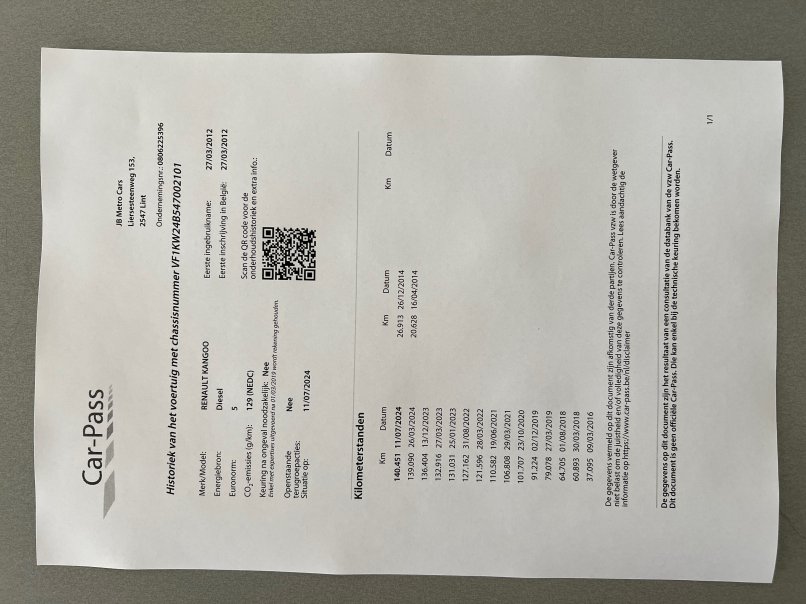 Car-Pass
JB Metro Cars
Liersesteenweg 153,
2547 Lint
Ondernemingsnr.: 0806225396
Historiek van het voertuig met chassisnummer VF1KW24B547002101
Merk/Model: RENAULT KANGOO
Energiebron: Diesel
Euronorm: 5
CO2-emissies (g/km): 129 (NEDC)
Keuring na ongeval noodzakelijk: Nee
Enkel met expertises uitgevoerd na 01/03/2019 wordt rekening gehouden.
Openstaande
terugroepacties: Nee
Situatie op: 11/07/2024
Eerste ingebruikname: 27/03/2012
Eerste inschrijving in België: 27/03/2012
Scan de QR code voor de
onderhoudshistoriek en extra info.:
Kilometerstanden
Km Datum
140.451 11/07/2024
139.090 26/03/2024
136.404 13/12/2023
132.916 27/03/2023
131.031 25/01/2023
127.162 31/08/2022
121.596 28/03/2022
110.582 19/06/2021
106.808 29/03/2021
101.707 23/10/2020
91.224 02/12/2019
79.078 27/03/2019
64.705 01/08/2018
60.893 30/03/2018
37.095 09/03/2016
Km Datum
26.913 26/12/2014
20.628 16/04/2014
Km Datum
De gegevens vermeld op dit document zijn afkomstig van derde partijen. Car-Pass vzw is door de wetgever
niet belast om de juistheid en/of volledigheid van deze gegevens te controleren. Lees aandachtig de
informatie op https://www.car-pass.be/nl/disclaimer
De gegevens op dit document zijn het resultaat van een consultatie van de databank van de vzw Car-Pass.
Dit document is geen officiële Car-Pass. Die kan enkel bij de technische keuring bekomen worden.
1/1